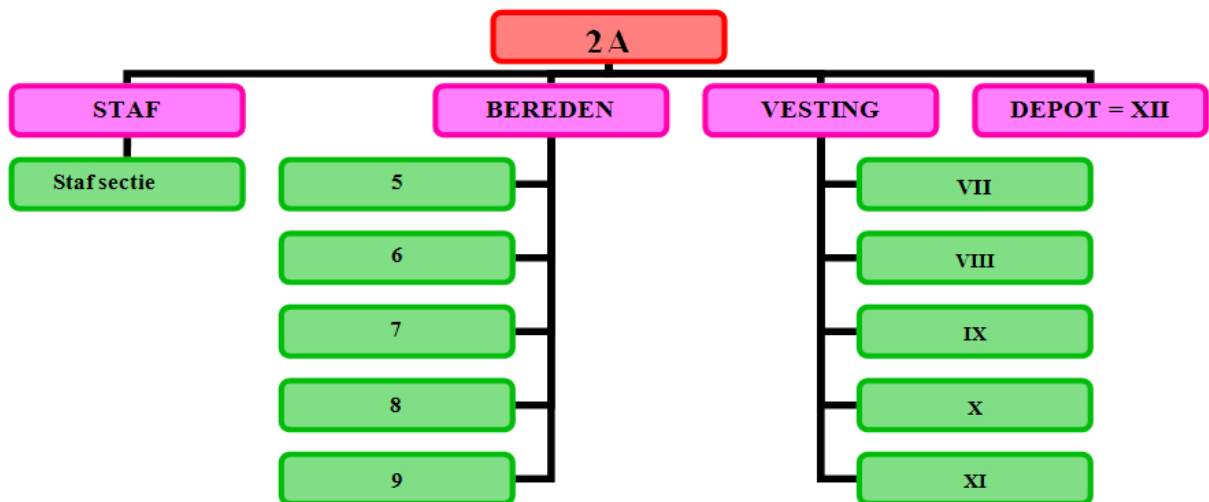 2 A
STAF
BEREDEN
VESTING
DEPOT = XII
Staf sectie
5
6
7
8
9
VII
VIII
IX
X
XI